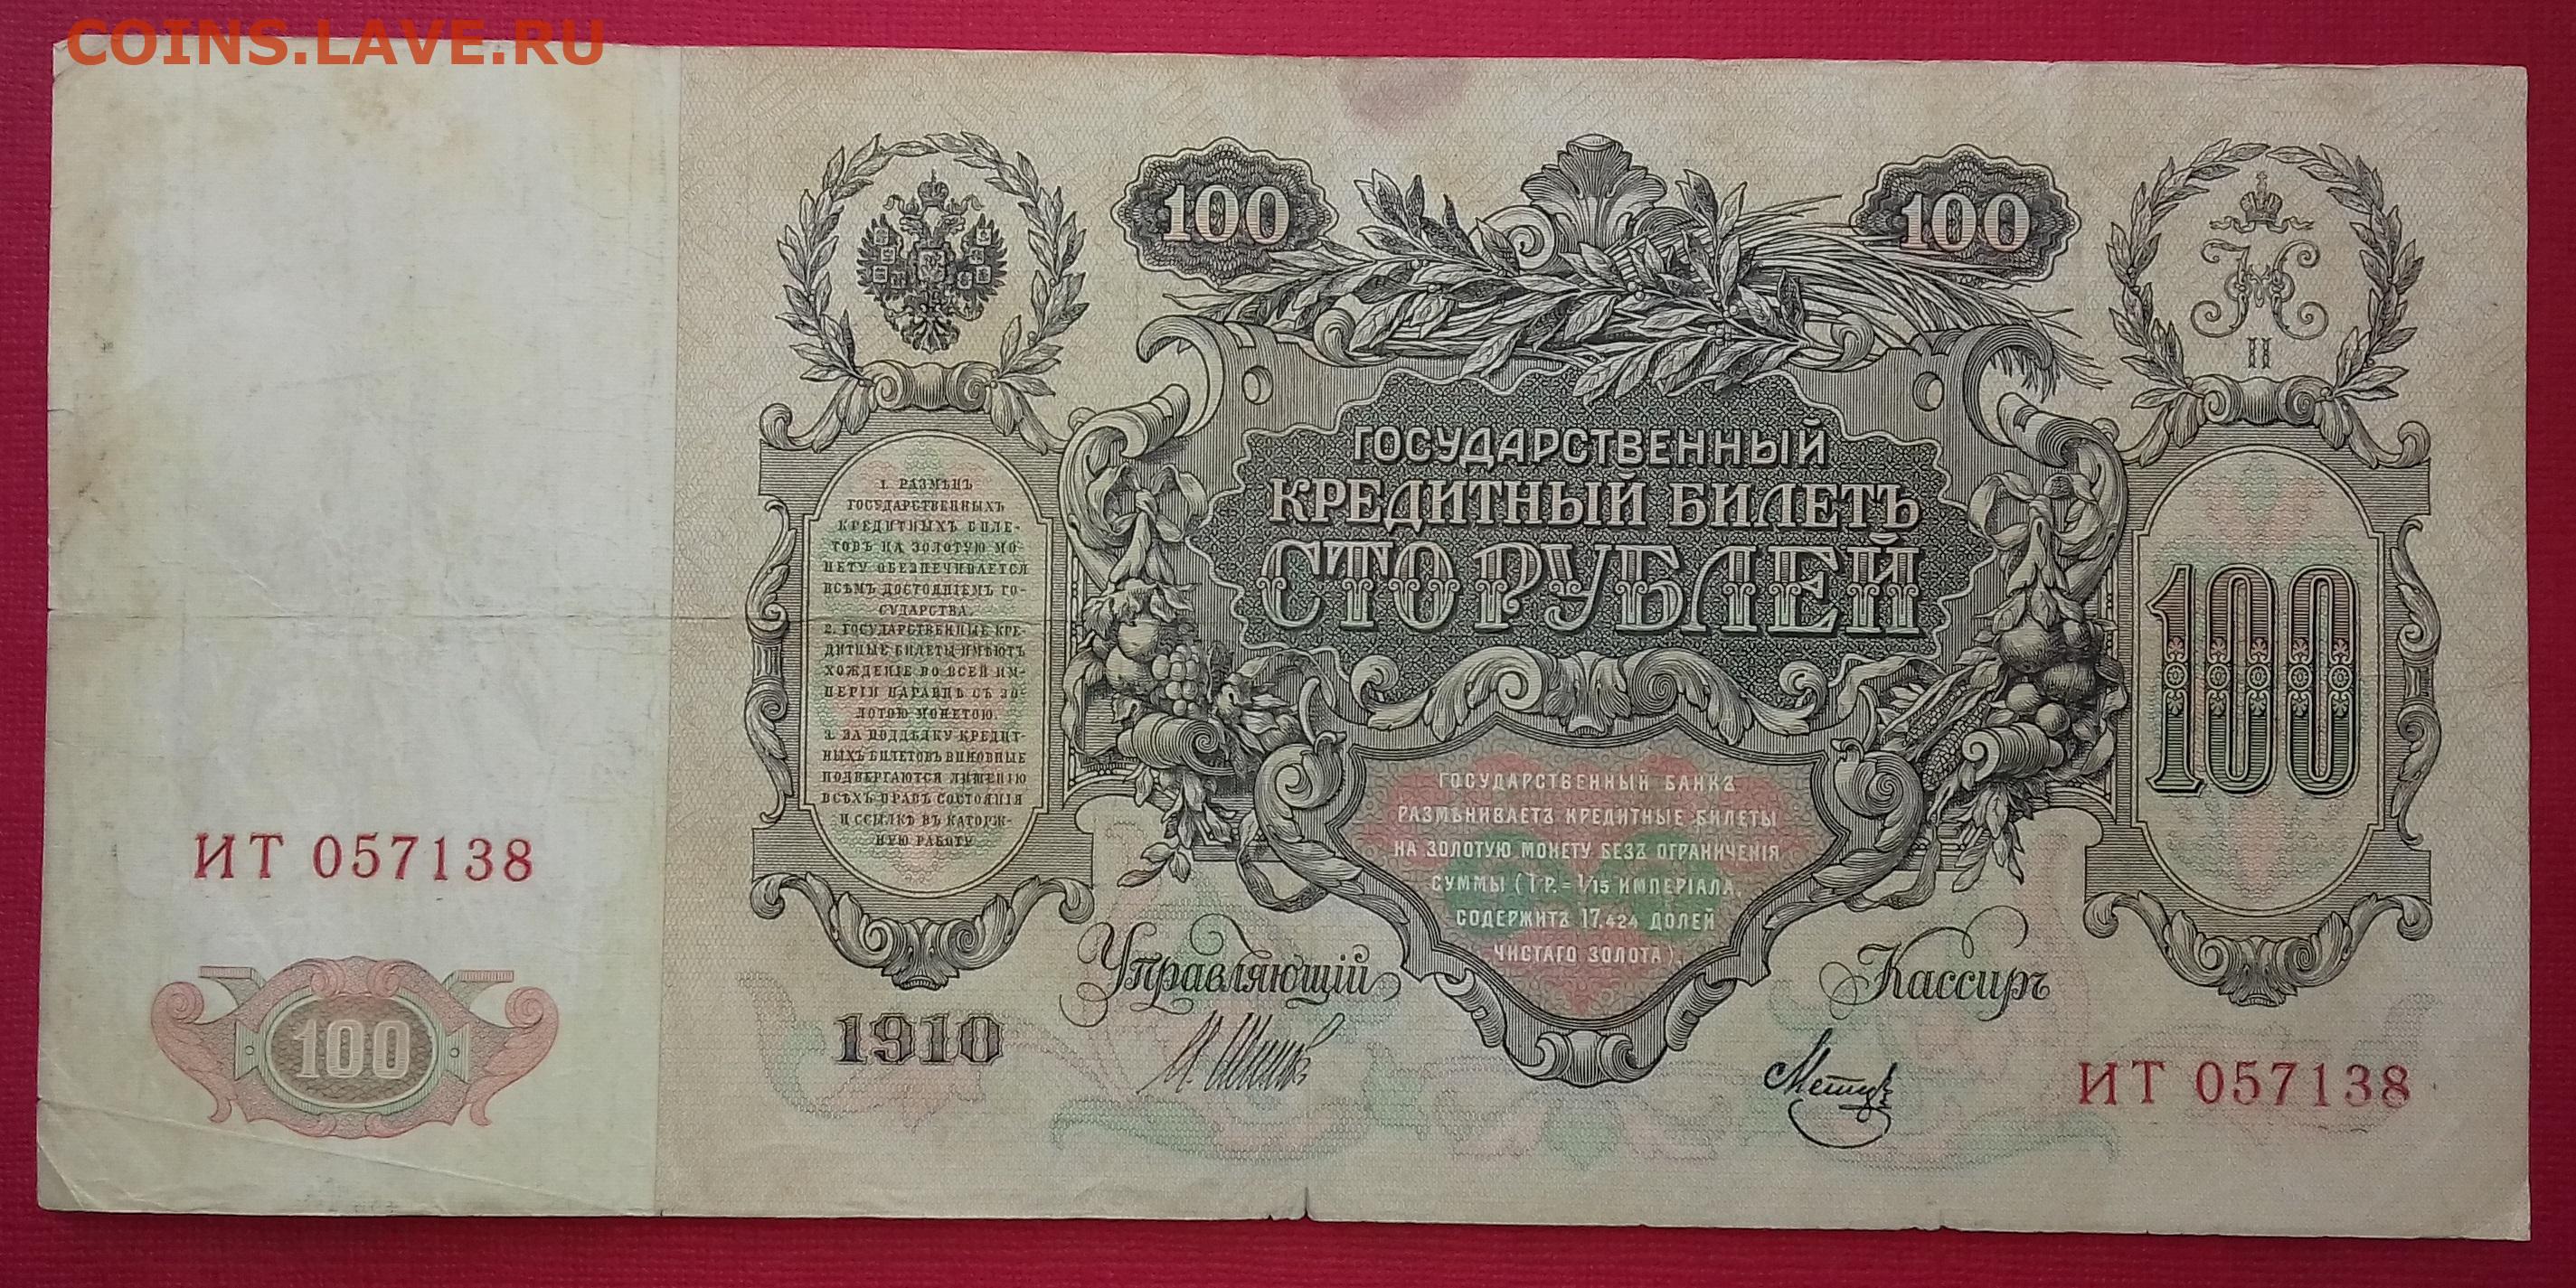 COINS.LAVE.RU
100
100
II
ГОСУДАРСТВЕННЫЙ
КРЕДИТНЫЙ БИЛЕТЪ
СТО РУБЛЕЙ
1. РАЗМѢНЪ
ГОСУДАРСТВЕННЫХЪ
КРЕДИТНЫХЪ БИЛЕ-
ТОВЪ НА ЗОЛОТУЮ МО-
НЕТУ ОБЕЗПЕЧИВАЕТСЯ
ВСѢМЪ ДОСТОЯНІЕМЪ ГО-
СУДАРСТВА.
2. ГОСУДАРСТВЕННЫЕ КРЕ-
ДИТНЫЕ БИЛЕТЫ ИМѢЮТЪ
ХОЖДЕНІЕ ВО ВСЕЙ ИМ-
ПЕРІИ НАРАВНѢ СЪ ЗО-
ЛОТОЮ МОНЕТОЮ.
3. ЗА ПОДДѢЛКУ КРЕДИТ-
НЫХЪ БИЛЕТОВЪ ВИНОВНЫЕ
ПОДВЕРГАЮТСЯ ЛИШЕНІЮ
ВСѢХЪ ПРАВЪ СОСТОЯНІЯ
И ССЫЛКѢ ВЪ КАТОРЖ-
НУЮ РАБОТУ
100
ГОСУДАРСТВЕННЫЙ БАНКЪ
РАЗМѢНИВАЕТЪ КРЕДИТНЫЕ БИЛЕТЫ
НА ЗОЛОТУЮ МОНЕТУ БЕЗЪ ОГРАНИЧЕНІЯ
СУММЫ (1 Р. = 1/15 ИМПЕРІАЛА,
СОДЕРЖИТЪ 17,424 ДОЛЕЙ
ЧИСТАГО ЗОЛОТА).
ИТ 057138
100
Управляющій
Кассиръ
1910
ИТ 057138